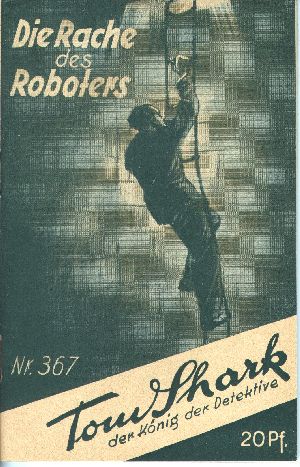 Die Rache
des
Roboters
Nr. 367
Tom Shark
der König der Detektive
20 Pf.